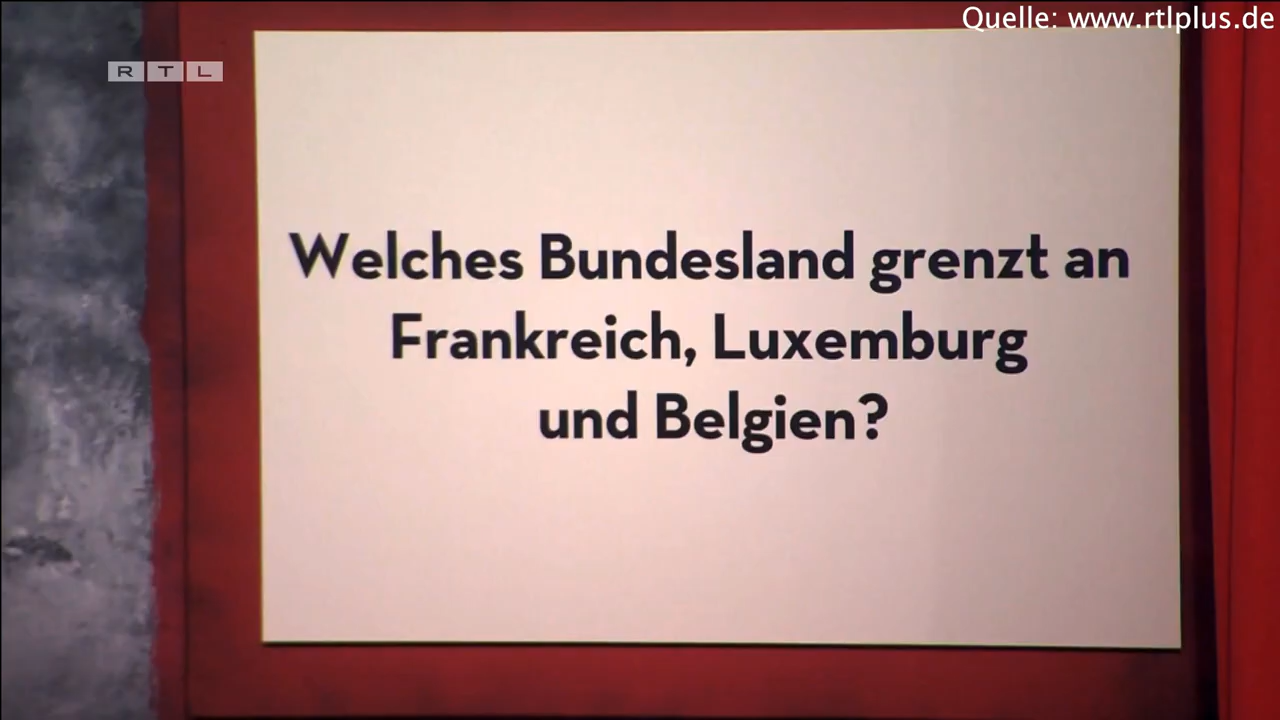 Quelle: www.rtlplus.de
RTL
Welches Bundesland grenzt an
Frankreich, Luxemburg
und Belgien?